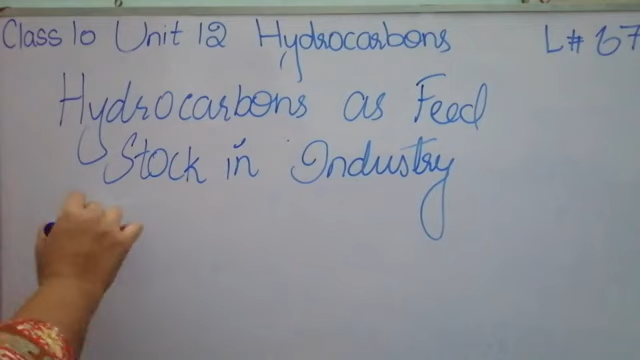 Class 10 Unit 12 Hydrocarbons L# 67
Hydrocarbons as Feed
Stock in Industry